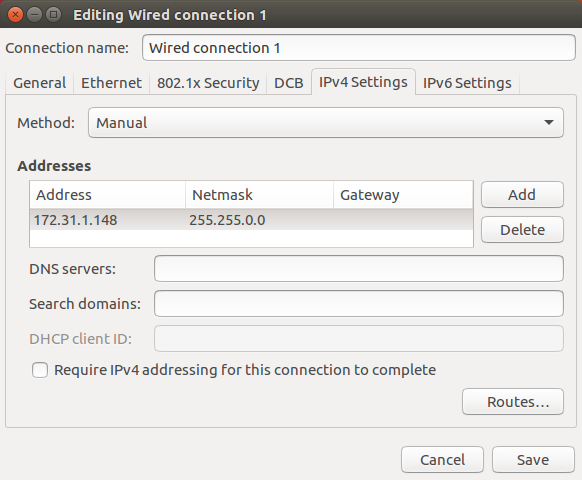 Editing Wired connection 1
Connection name: Wired connection 1
General Ethernet 802.1x Security DCB IPv4 Settings IPv6 Settings
Method: Manual
Addresses
Address Netmask Gateway Add
172.31.1.148 255.255.0.0
Delete
DNS servers:
Search domains:
DHCP client ID:
Require IPv4 addressing for this connection to complete
Routes...
Cancel Save